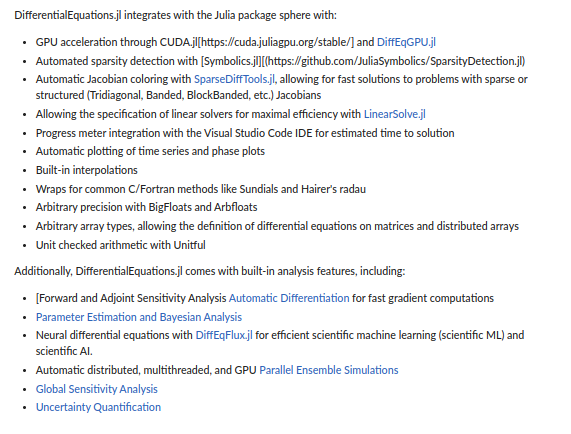 DifferentialEquations.jl integrates with the Julia package sphere with:
• GPU acceleration through CUDA.jl[https://cuda.juliagpu.org/stable/] and DiffEqGPU.jl
• Automated sparsity detection with [Symbolics.jl][(https://github.com/JuliaSymbolics/SparsityDetection.jl)
• Automatic Jacobian coloring with SparseDiffTools.jl, allowing for fast solutions to problems with sparse or
structured (Tridiagonal, Banded, BlockBanded, etc.) Jacobians
• Allowing the specification of linear solvers for maximal efficiency with LinearSolve.jl
• Progress meter integration with the Visual Studio Code IDE for estimated time to solution
• Automatic plotting of time series and phase plots
• Built-in interpolations
• Wraps for common C/Fortran methods like Sundials and Hairer's radau
• Arbitrary precision with BigFloats and Arbfloats
• Arbitrary array types, allowing the definition of differential equations on matrices and distributed arrays
• Unit checked arithmetic with Unitful
Additionally, DifferentialEquations.jl comes with built-in analysis features, including:
• [Forward and Adjoint Sensitivity Analysis Automatic Differentiation for fast gradient computations
• Parameter Estimation and Bayesian Analysis
• Neural differential equations with DiffEqFlux.jl for efficient scientific machine learning (scientific ML) and
scientific AI.
• Automatic distributed, multithreaded, and GPU Parallel Ensemble Simulations
• Global Sensitivity Analysis
• Uncertainty Quantification